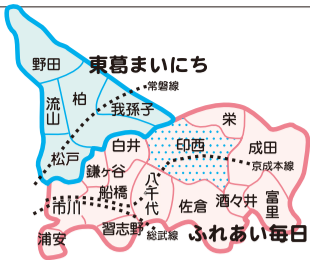 野田
東葛まいにち
常磐線
柏
流山
我孫子
栄
松戸
白井
印西
成田
京成本線
鎌ヶ谷
船橋
八千代
市川
佐倉
酒々井
富里
習志野
総武線
浦安
ふれあい毎日